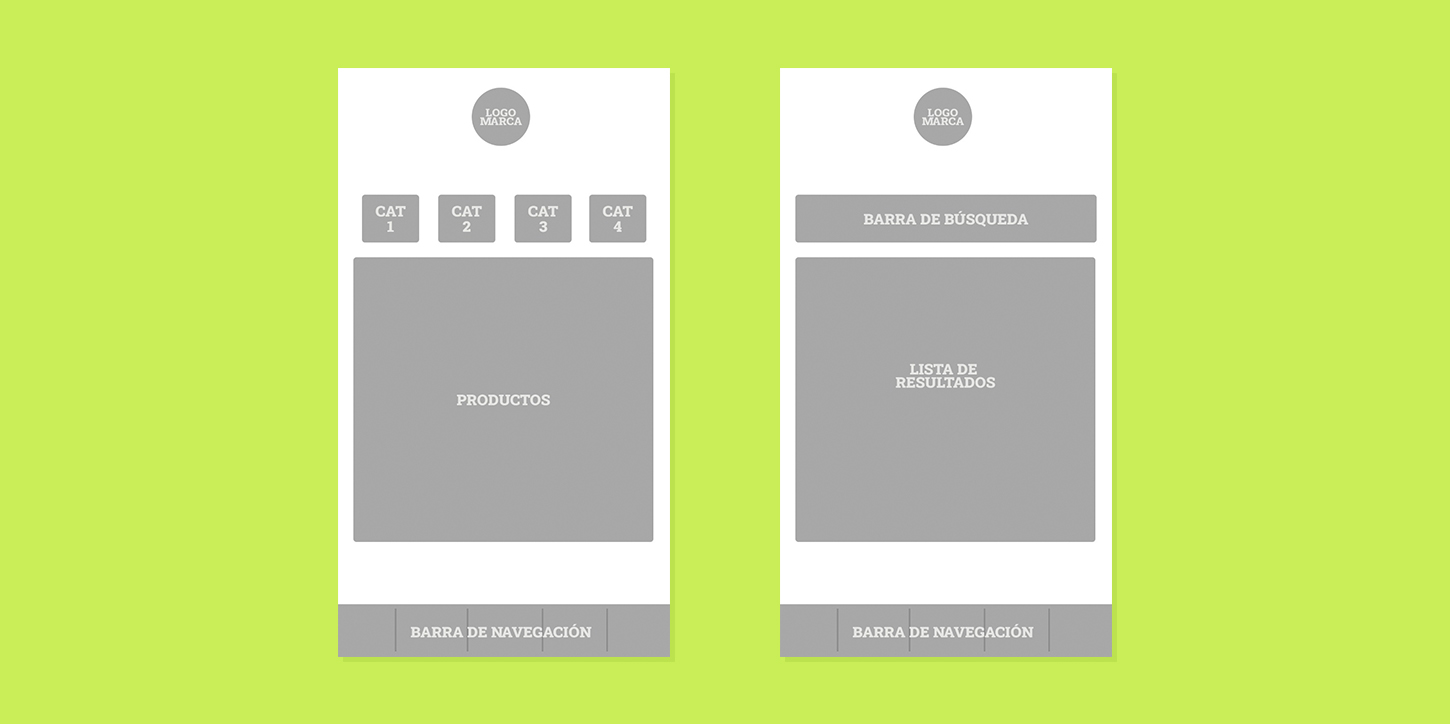 LOGO
MARCA
CAT
1
CAT
2
CAT
3
CAT
4
PRODUCTOS
BARRA DE NAVEGACIÓN
LOGO
MARCA
BARRA DE BÚSQUEDA
LISTA DE
RESULTADOS
BARRA DE NAVEGACIÓN